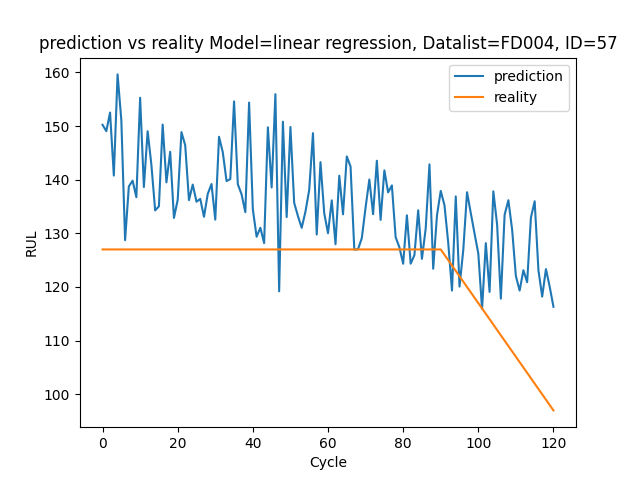 prediction vs reality Model=linear regression, Datalist=FD004, ID=57
prediction
reality
RUL
160
150
140
130
120
110
100
0 20 40 60 80 100 120
Cycle